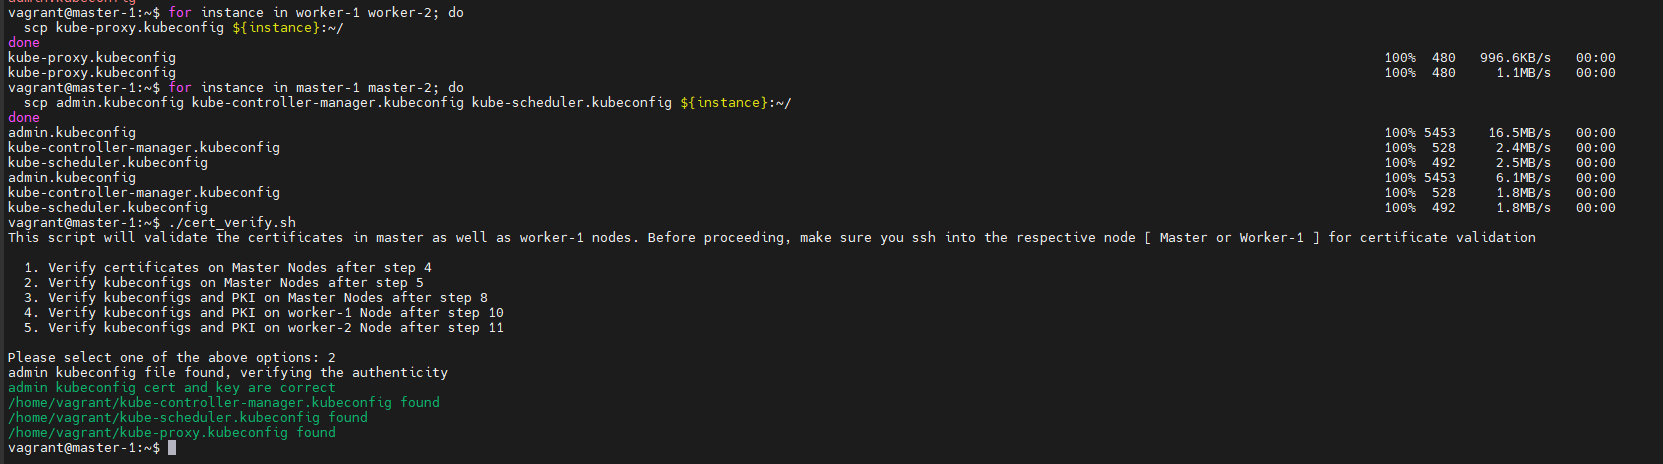 admin.kubeconfig
vagrant@master-1:~$ for instance in worker-1 worker-2; do
  scp kube-proxy.kubeconfig ${instance}:~/
done
kube-proxy.kubeconfig 100% 480 996.6KB/s 00:00
kube-proxy.kubeconfig 100% 480 1.1MB/s 00:00
vagrant@master-1:~$ for instance in master-1 master-2; do
  scp admin.kubeconfig kube-controller-manager.kubeconfig kube-scheduler.kubeconfig ${instance}:~/
done
admin.kubeconfig 100% 5453 16.5MB/s 00:00
kube-controller-manager.kubeconfig 100% 528 2.4MB/s 00:00
kube-scheduler.kubeconfig 100% 492 2.5MB/s 00:00
admin.kubeconfig 100% 5453 6.1MB/s 00:00
kube-controller-manager.kubeconfig 100% 528 1.8MB/s 00:00
kube-scheduler.kubeconfig 100% 492 1.8MB/s 00:00
vagrant@master-1:~$ ./cert_verify.sh
This script will validate the certificates in master as well as worker-1 nodes. Before proceeding, make sure you ssh into the respective node [ Master or Worker-1 ] for certificate validation
  1. Verify certificates on Master Nodes after step 4
  2. Verify kubeconfigs on Master Nodes after step 5
  3. Verify kubeconfigs and PKI on Master Nodes after step 8
  4. Verify kubeconfigs and PKI on worker-1 Node after step 10
  5. Verify kubeconfigs and PKI on worker-2 Node after step 11
Please select one of the above options: 2
admin kubeconfig file found, verifying the authenticity
admin kubeconfig cert and key are correct
/home/vagrant/kube-controller-manager.kubeconfig found
/home/vagrant/kube-scheduler.kubeconfig found
/home/vagrant/kube-proxy.kubeconfig found
vagrant@master-1:~$